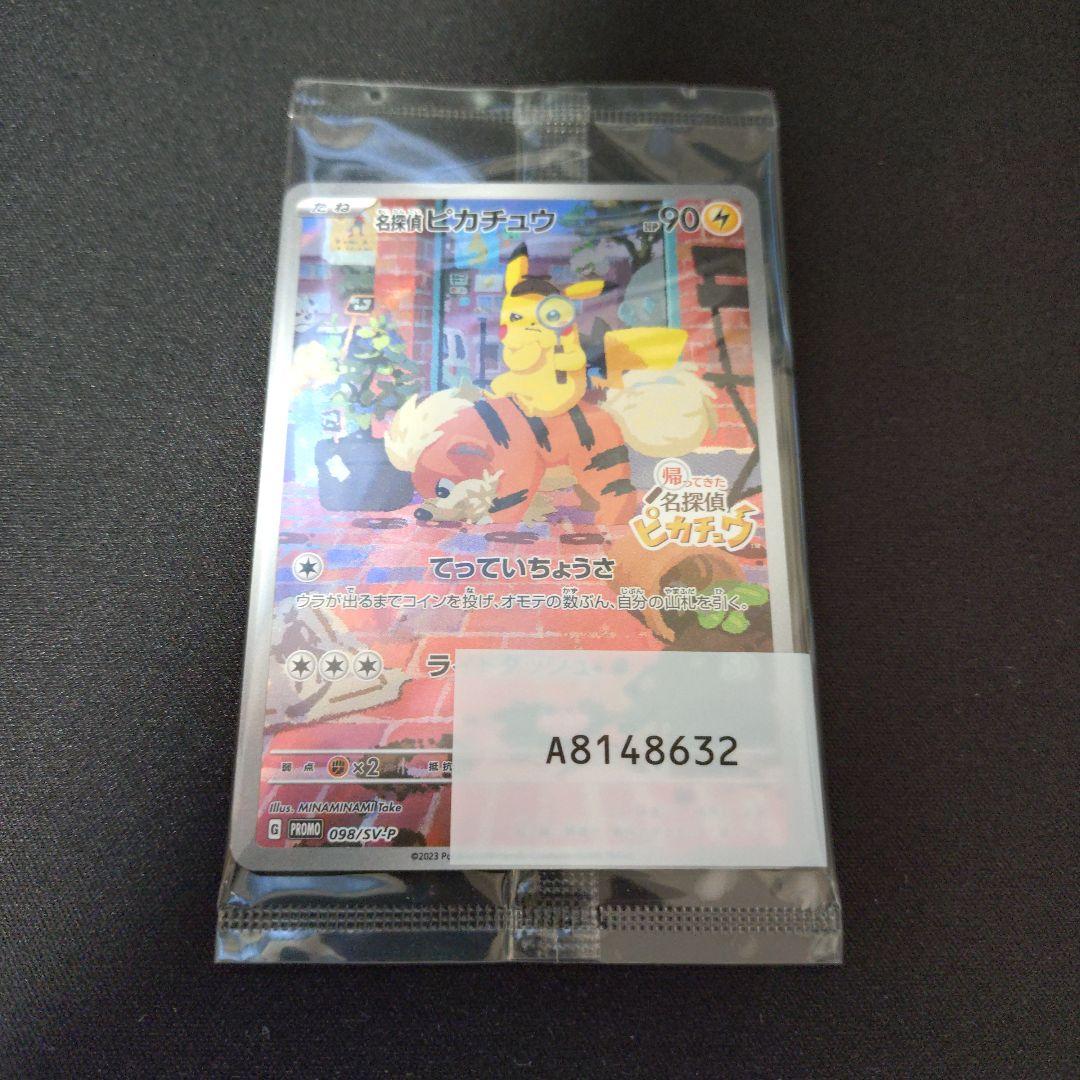 たね
名探偵ピカチュウ HP90
帰ってきた
名探偵
ピカチュウ
てっていちょうさ
ウラが出るまでコインを投げ、オモテの数ぶん、自分の山札を引く。
A8148632
弱点 ×2 抵抗
Illus. MINAMINAMI Take
G PROMO 098/SV-P
©2023